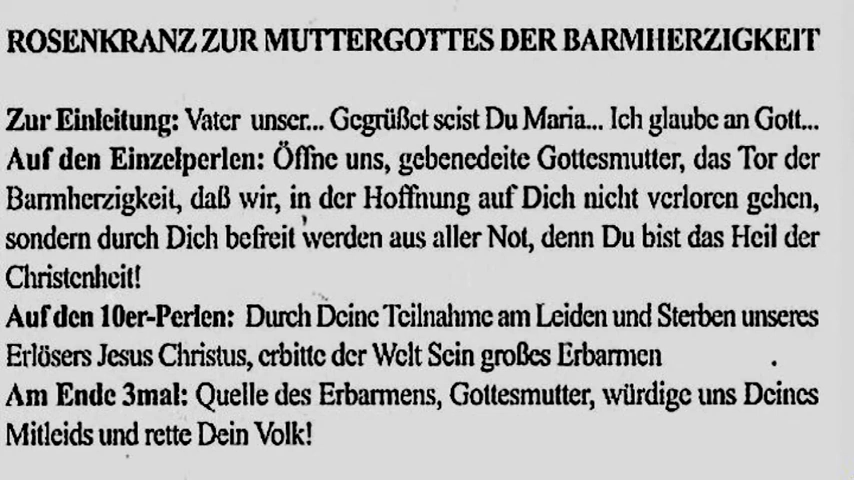 ROSENKRANZ ZUR MUTTERGOTTES DER BARMHERZIGKEIT
Zur Einleitung: Vater unser... Gegrüßet seist Du Maria... Ich glaube an Gott...
Auf den Einzelperlen: Öffne uns, gebenedeite Gottesmutter, das Tor der
Barmherzigkeit, daß wir, in der Hoffnung auf Dich nicht verloren gehen,
sondern durch Dich befreit werden aus aller Not, denn Du bist das Heil der
Christenheit!
Auf den 10er-Perlen: Durch Deine Teilnahme am Leiden und Sterben unseres
Erlösers Jesus Christus, erbitte der Welt Sein großes Erbarmen
Am Ende 3mal: Quelle des Erbarmens, Gottesmutter, würdige uns Deines
Mitleids und rette Dein Volk!